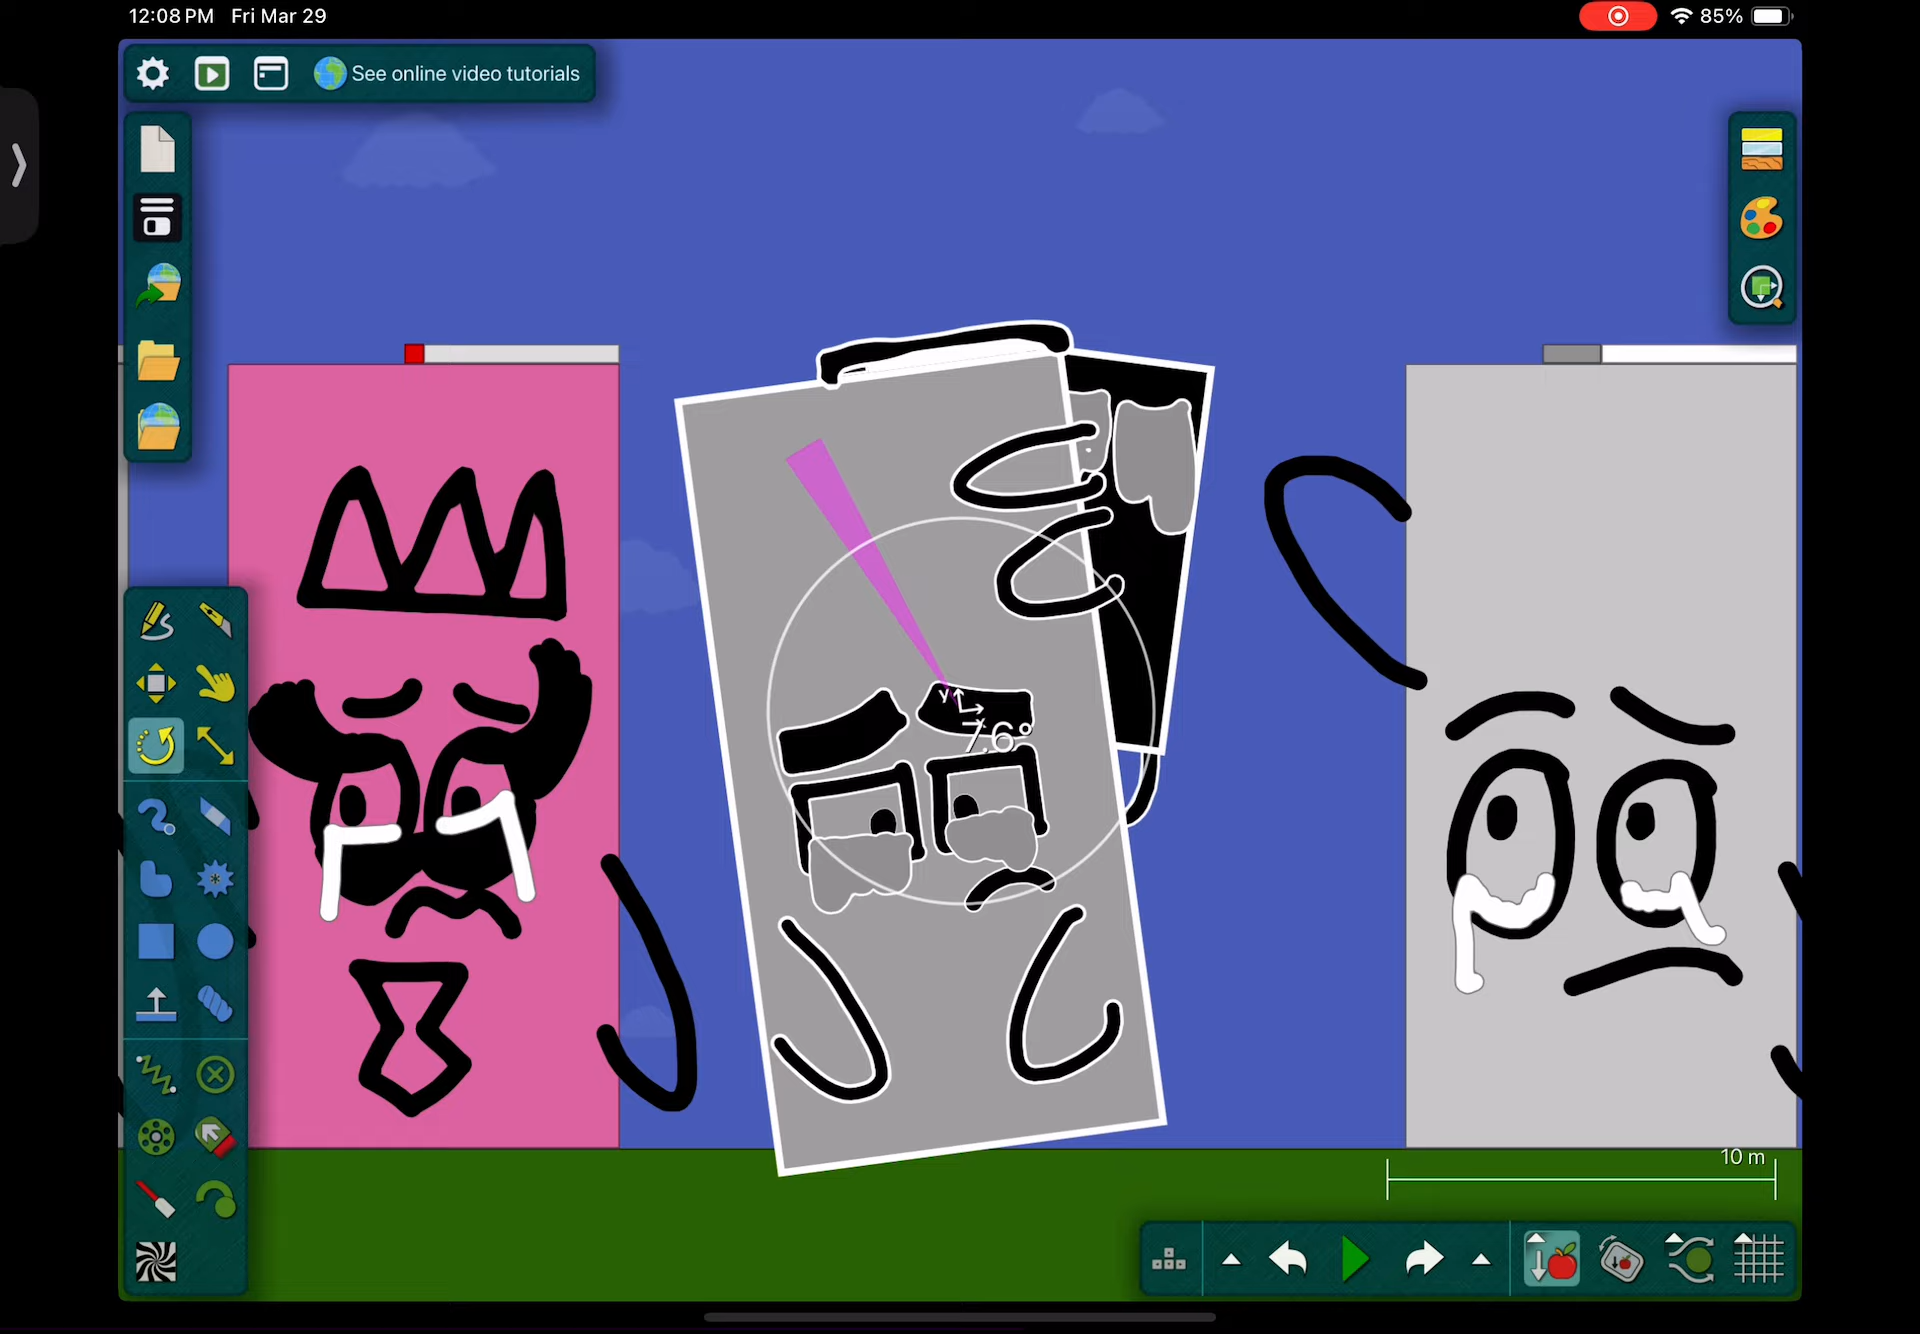 12:08 PM Fri Mar 29
85%
See online video tutorials
y
x
7.6°
10 m